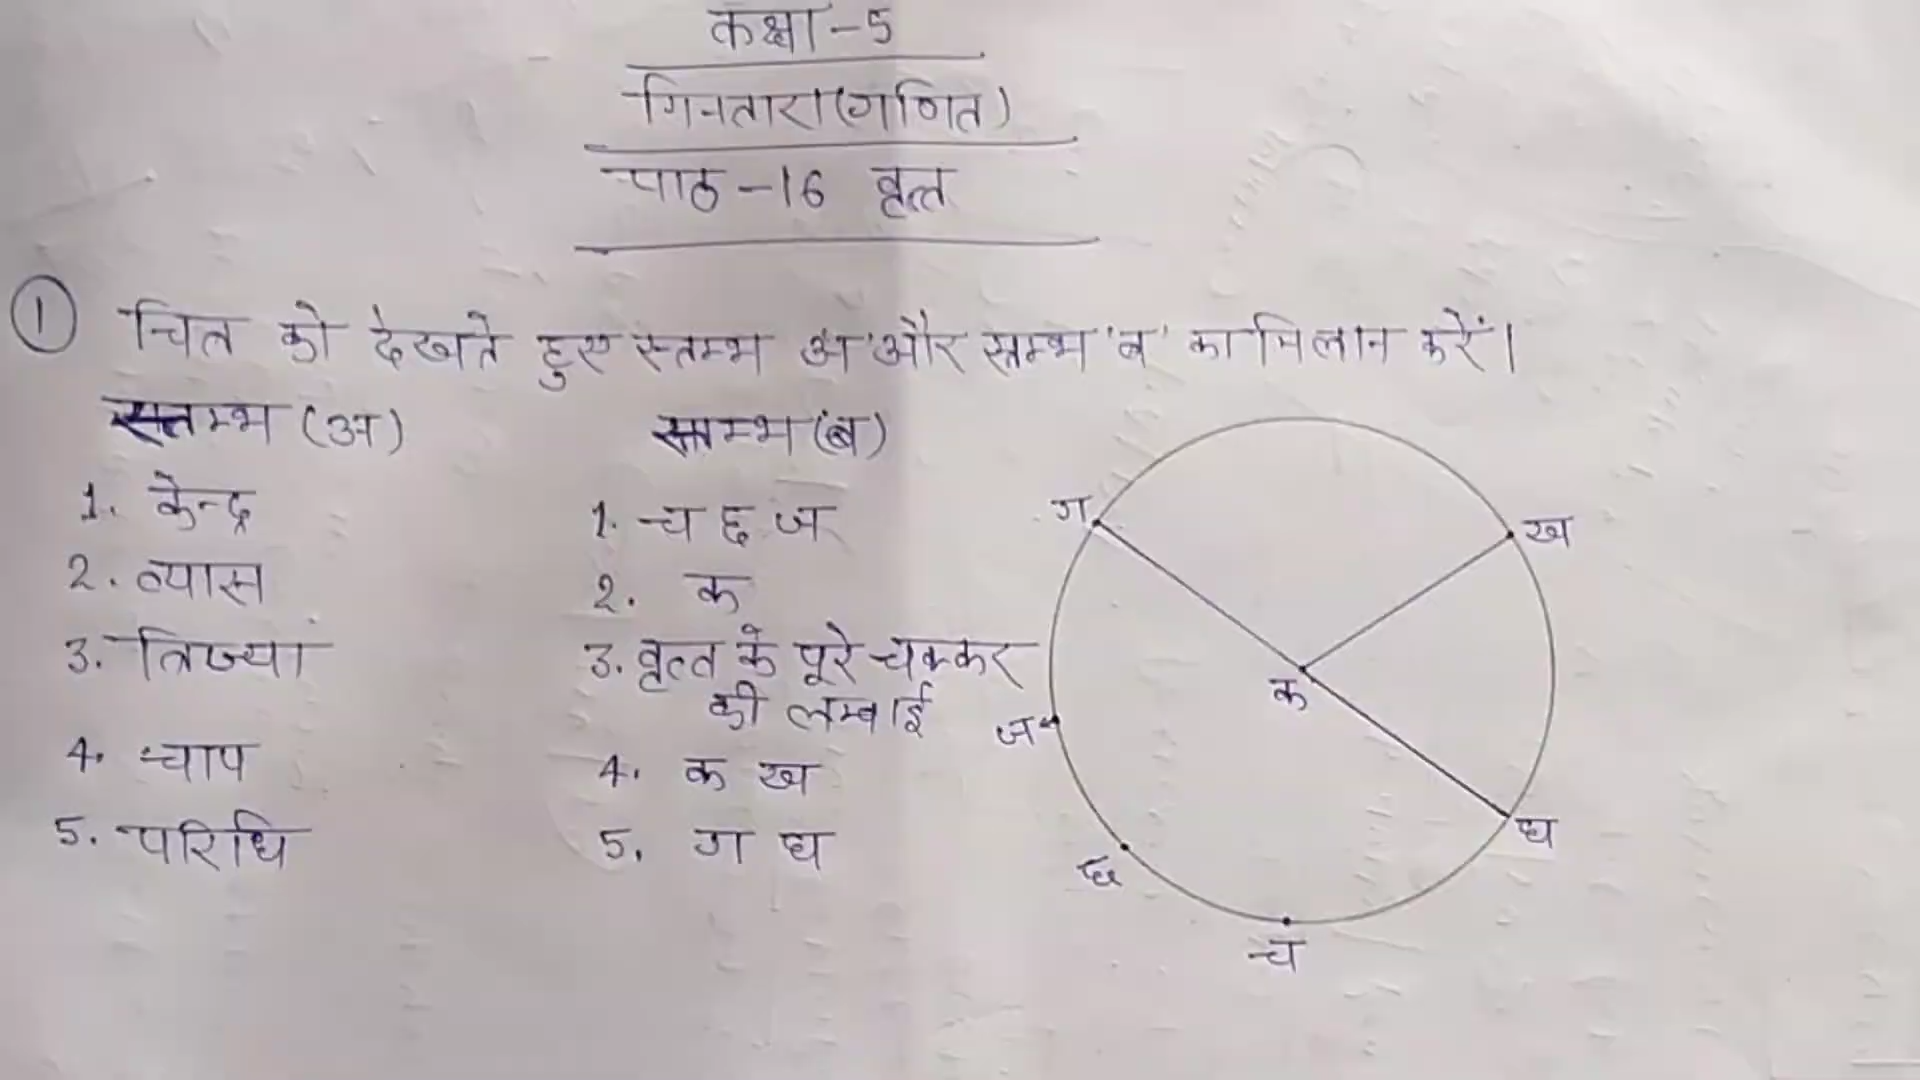 कक्षा-5
गिनतारा(गणित)
पाठ-16 वृत्त
① चित्र को देखते हुए स्तम्भ 'अ' और स्तम्भ 'ब' का मिलान करें।
स्तम्भ (अ) स्तम्भ (ब)
1. केन्द्र 1. च छ ज
2. व्यास 2. क
3. त्रिज्या 3. वृत्त के पूरे चक्कर
की लम्बाई
4. चाप 4. क ख
5. परिधि 5. ग घ
ग
ख
क
ज
घ
छ
च